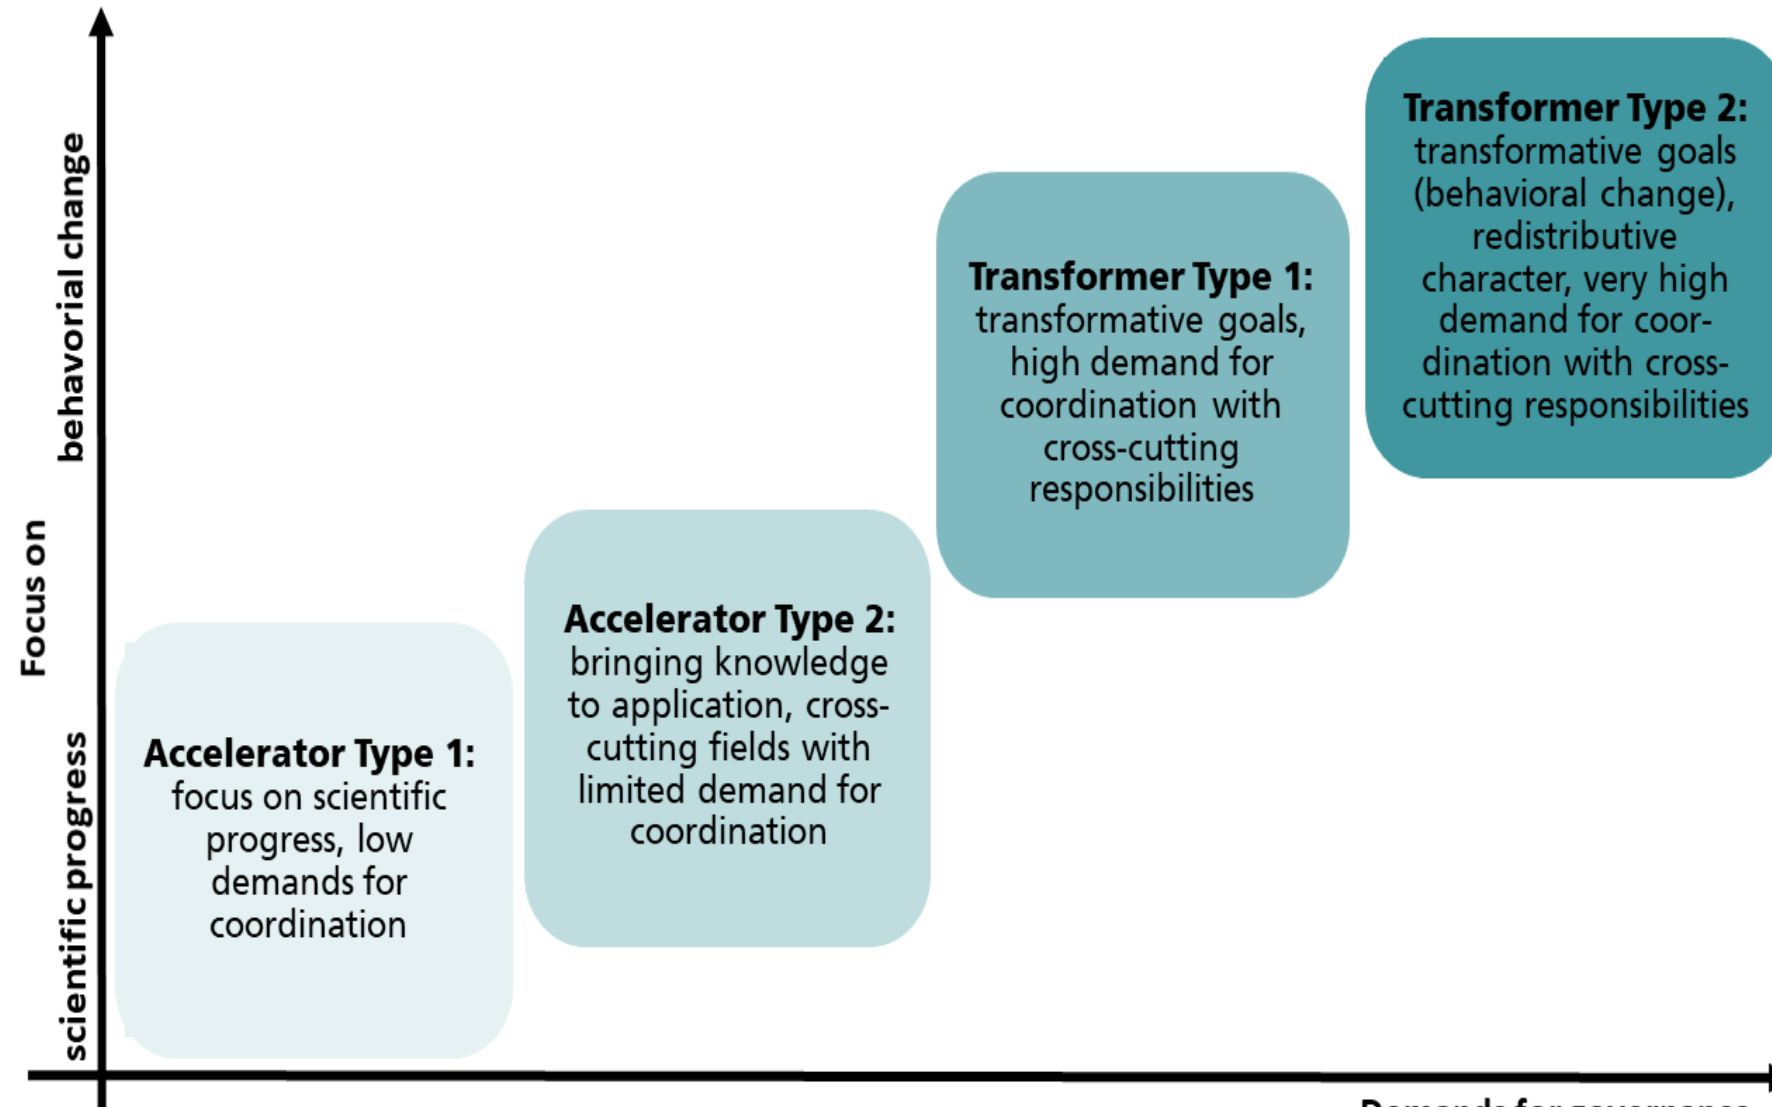 Focus on
behavorial change
scientific progress
Accelerator Type 1:
focus on scientific
progress, low
demands for
coordination
Accelerator Type 2:
bringing knowledge
to application, cross-
cutting fields with
limited demand for
coordination
Transformer Type 1:
transformative goals,
high demand for
coordination with
cross-cutting
responsibilities
Transformer Type 2:
transformative goals
(behavioral change),
redistributive
character, very high
demand for coor-
dination with cross-
cutting responsibilities
Demands for governance